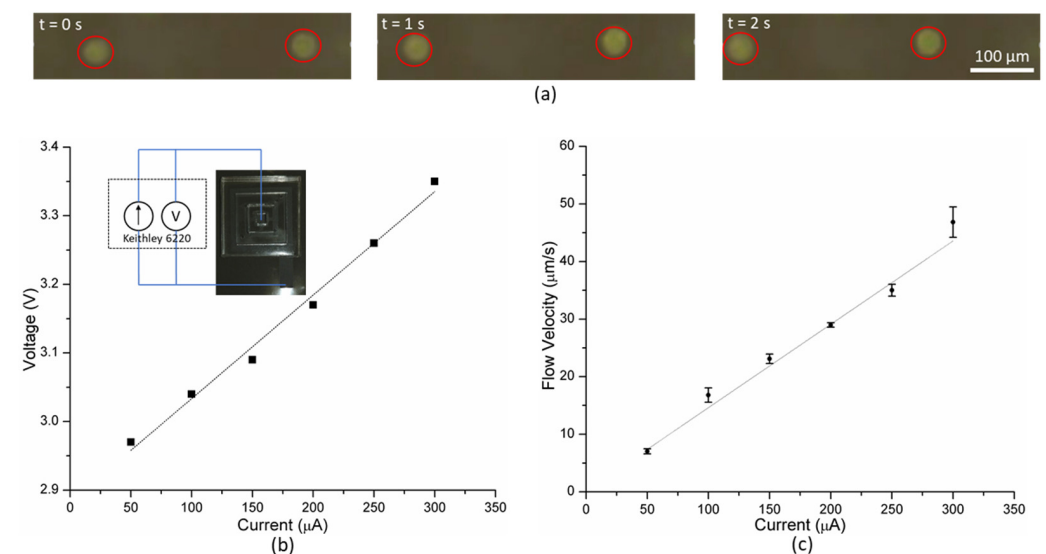 t = 0 s
t = 1 s
t = 2 s
100 µm
(a)
3.4
3.3
3.2
3.1
3.0
2.9
Voltage (V)
V
Keithley 6220
0
50
100
150
200
250
300
350
Current (µA)
(b)
60
50
40
30
20
10
0
Flow Velocity (µm/s)
0
50
100
150
200
250
300
350
Current (µA)
(c)